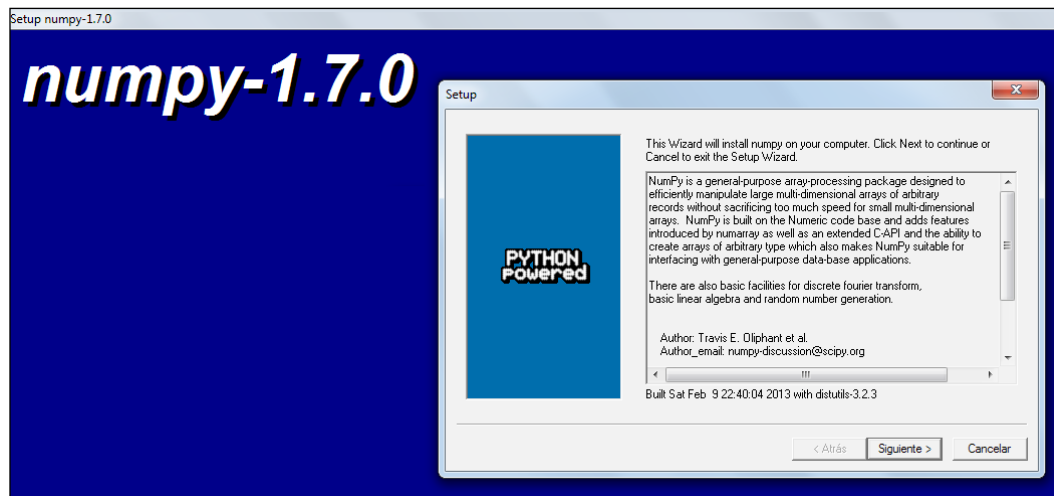 Setup numpy-1.7.0
numpy-1.7.0
Setup
This Wizard will install numpy on your computer. Click Next to continue or
Cancel to exit the Setup Wizard.
NumPy is a general-purpose array-processing package designed to
efficiently manipulate large multi-dimensional arrays of arbitrary
records without sacrificing too much speed for small multi-dimensional
arrays. NumPy is built on the Numeric code base and adds features
introduced by numarray as well as an extended C-API and the ability to
create arrays of arbitrary type which also makes NumPy suitable for
interfacing with general-purpose data-base applications.
There are also basic facilities for discrete fourier transform,
basic linear algebra and random number generation.
Author: Travis E. Oliphant et al.
Author_email: numpy-discussion@scipy.org
PYTHON
Powered
Built Sat Feb 9 22:40:04 2013 with distutils-3.2.3
< Atrás
Siguiente >
Cancelar